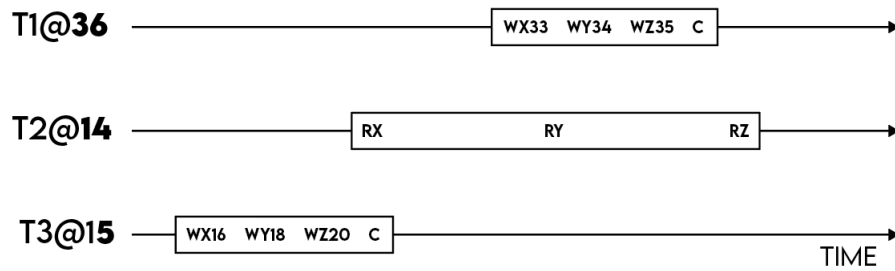 T1@36 WX33 WY34 WZ35 C
T2@14 RX RY RZ
T3@15 WX16 WY18 WZ20 C
TIME